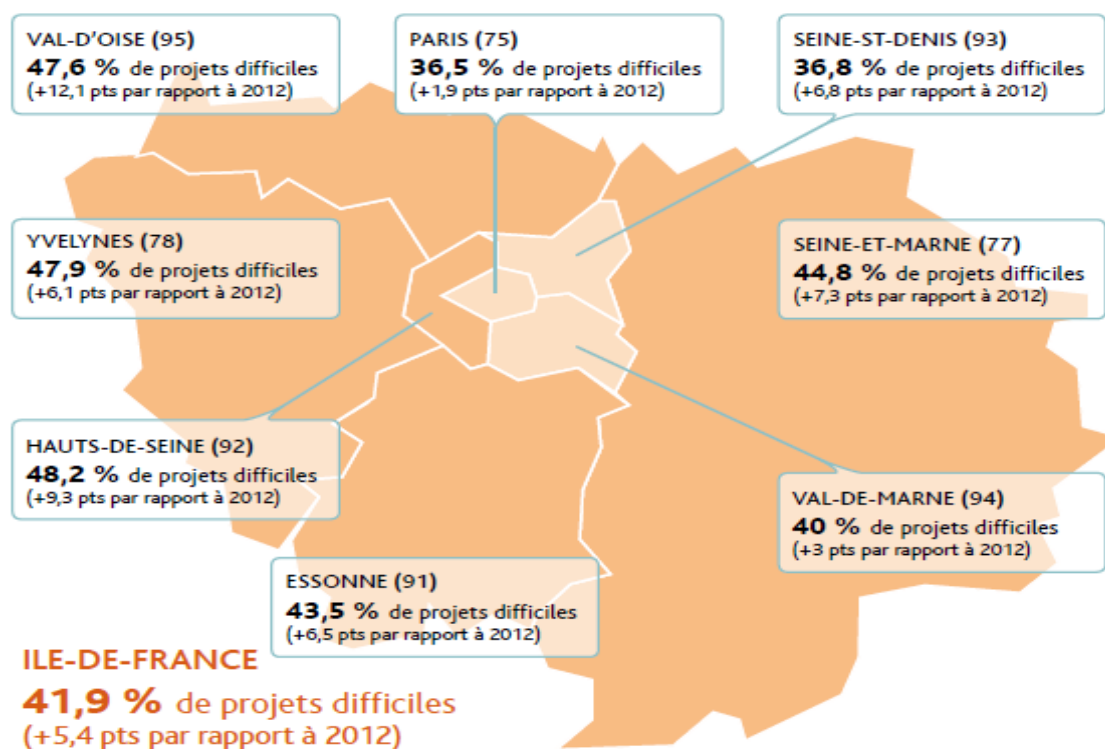 VAL-D'OISE (95)
47,6 % de projets difficiles
(+12,1 pts par rapport à 2012)
PARIS (75)
36,5 % de projets difficiles
(+1,9 pts par rapport à 2012)
SEINE-ST-DENIS (93)
36,8 % de projets difficiles
(+6,8 pts par rapport à 2012)
YVELYNES (78)
47,9 % de projets difficiles
(+6,1 pts par rapport à 2012)
SEINE-ET-MARNE (77)
44,8 % de projets difficiles
(+7,3 pts par rapport à 2012)
HAUTS-DE-SEINE (92)
48,2 % de projets difficiles
(+9,3 pts par rapport à 2012)
VAL-DE-MARNE (94)
40 % de projets difficiles
(+3 pts par rapport à 2012)
ESSONNE (91)
43,5 % de projets difficiles
(+6,5 pts par rapport à 2012)
ILE-DE-FRANCE
41,9 % de projets difficiles
(+5,4 pts par rapport à 2012)